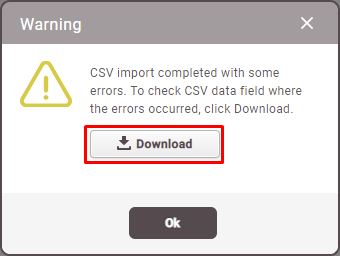 Warning
CSV import completed with some
errors. To check CSV data field where
the errors occurred, click Download.
Download
Ok